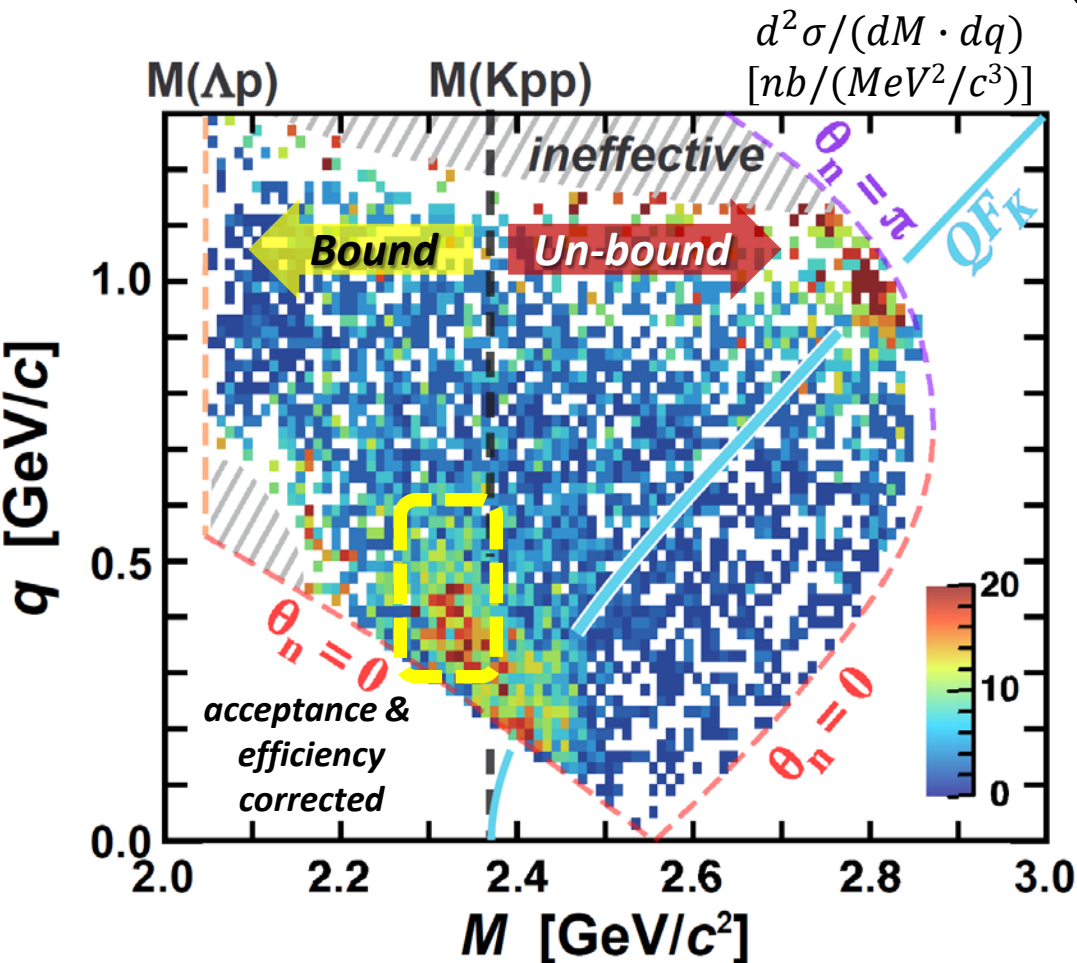 d²σ/(dM · dq)
[nb/(MeV²/c³)]
M(Λp)
M(Kpp)
ineffective
θn = π
QFK
Bound
Un-bound
1.0
q [GeV/c]
0.5
θn = 0
20
10
0
acceptance &
efficiency
corrected
θn = 0
0.0
2.0
2.2
2.4
2.6
2.8
3.0
M [GeV/c²]